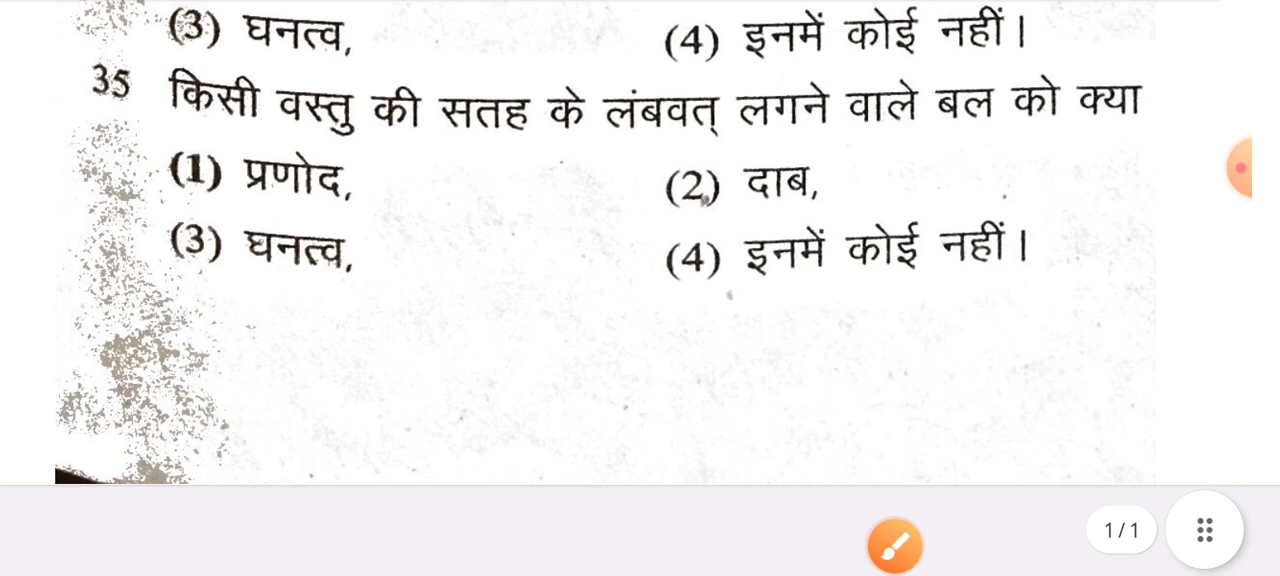 (3) घनत्व, (4) इनमें कोई नहीं।
35 किसी वस्तु की सतह के लंबवत् लगने वाले बल को क्या
(1) प्रणोद, (2) दाब,
(3) घनत्व, (4) इनमें कोई नहीं।
1/1